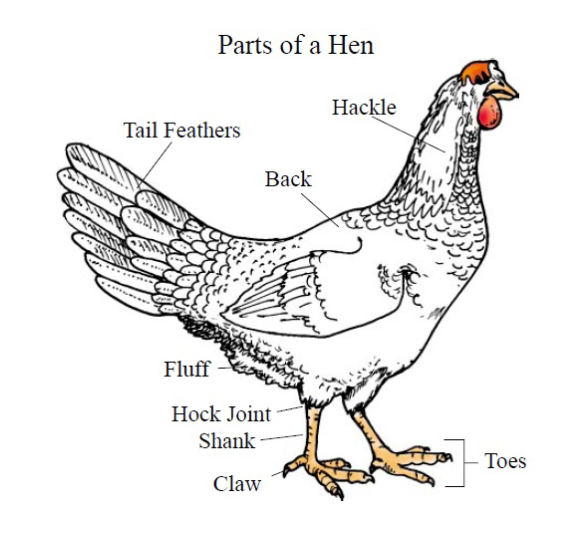 Parts of a Hen
Hackle
Tail Feathers
Back
Fluff
Hock Joint
Shank
Toes
Claw